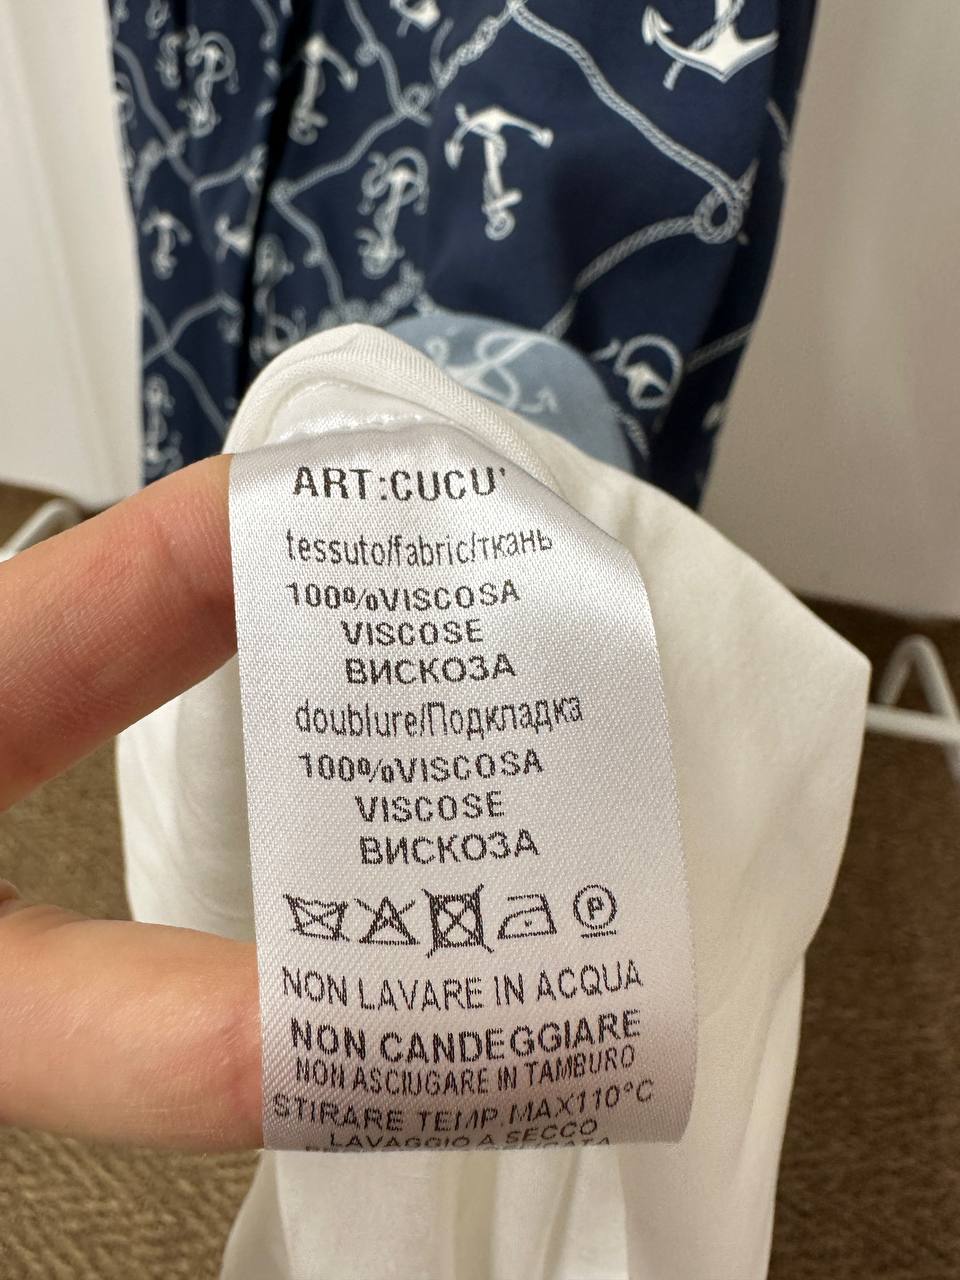 ART:CUCU'
tessuto/fabric/ткань
100%VISCOSA
VISCOSE
ВИСКОЗА
doublure/Подкладка
100%VISCOSA
VISCOSE
ВИСКОЗА
P
NON LAVARE IN ACQUA
NON CANDEGGIARE
NON ASCIUGARE IN TAMBURO
STIRARE TEMP.MAX110°C
LAVAGGIO A SECCO